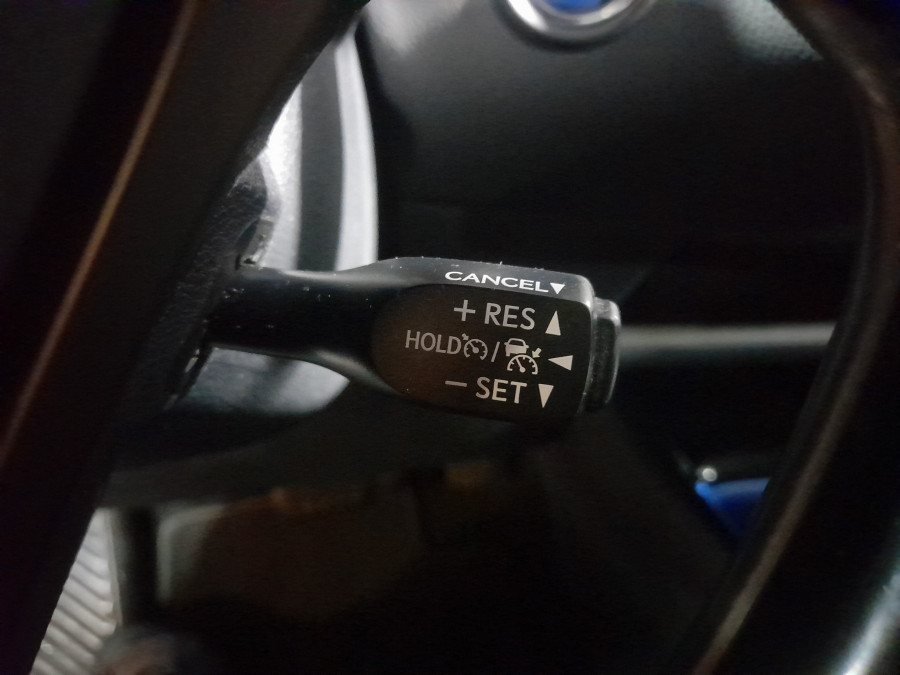 CANCEL▼
+ RES ▲
HOLD / ◀
− SET ▼